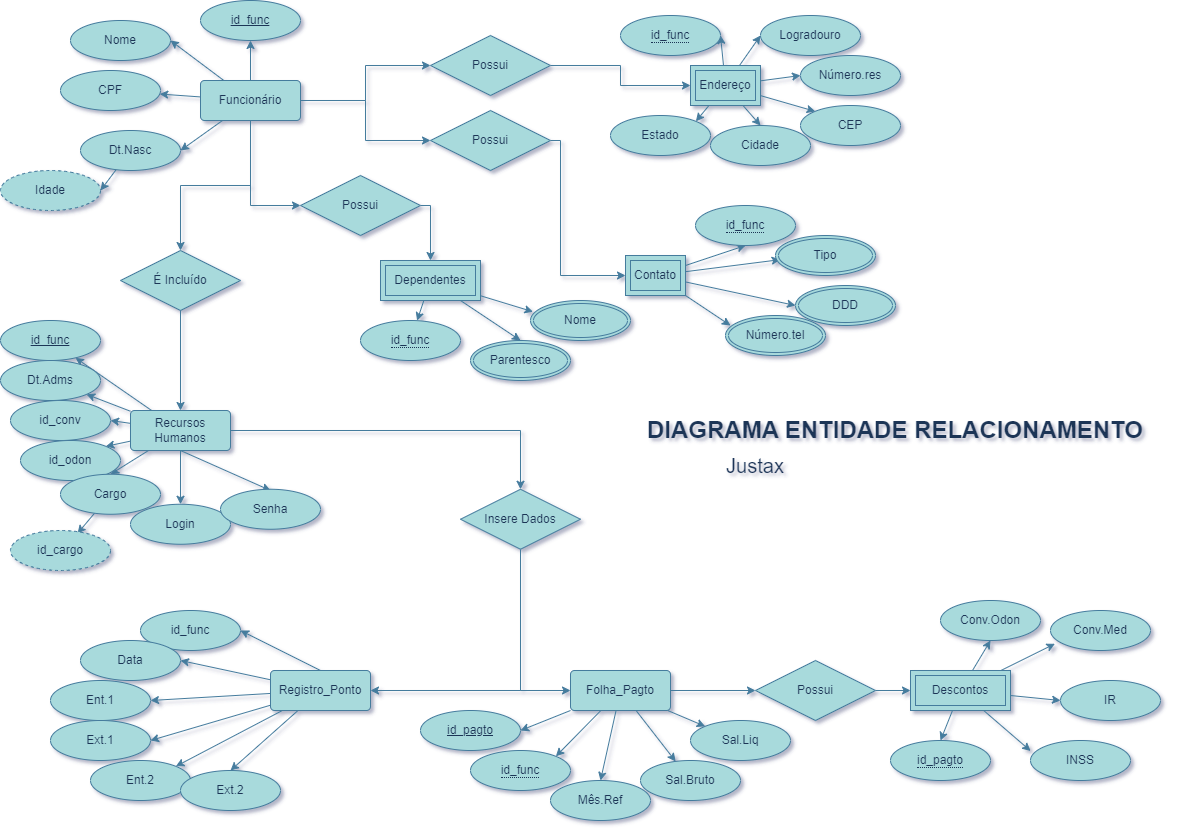 id_func
Nome
CPF
Funcionário
Dt.Nasc
Idade
Possui
Possui
id_func
Logradouro
Endereço
Número.res
CEP
Estado
Cidade
Possui
É Incluído
Dependentes
Nome
id_func
Parentesco
id_func
Tipo
Contato
DDD
Número.tel
id_func
Dt.Adms
id_conv
id_odon
Cargo
id_cargo
Recursos
Humanos
Login
Senha
DIAGRAMA ENTIDADE RELACIONAMENTO
Justax
Insere Dados
id_func
Data
Ent.1
Ext.1
Ent.2
Ext.2
Registro_Ponto
Folha_Pagto
id_pagto
id_func
Mês.Ref
Sal.Bruto
Sal.Liq
Possui
Descontos
Conv.Odon
Conv.Med
IR
INSS
id_pagto